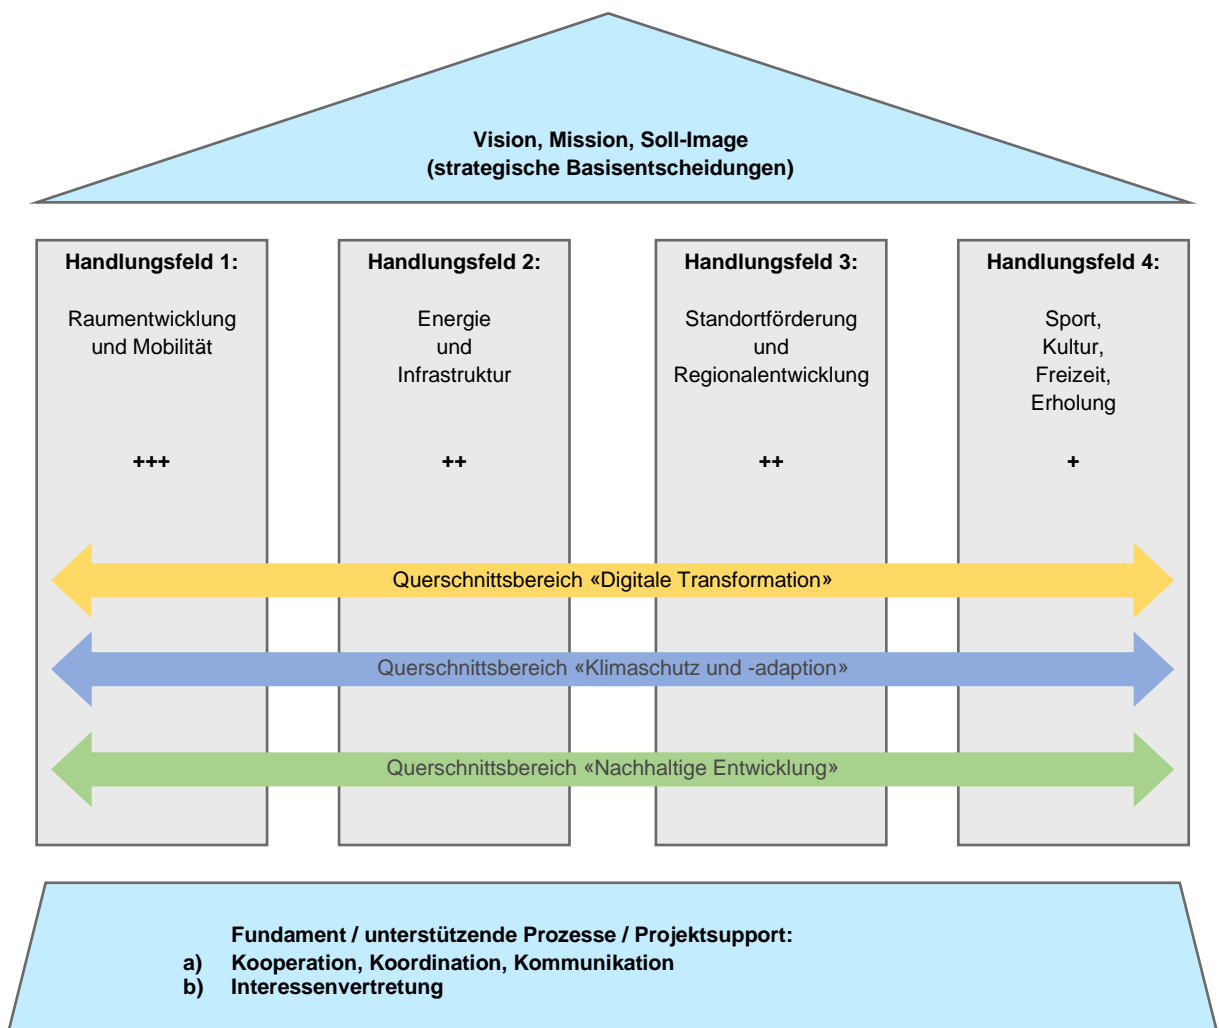 Vision, Mission, Soll-Image
(strategische Basisentscheidungen)
Handlungsfeld 1:
Raumentwicklung
und Mobilität
+++
Handlungsfeld 2:
Energie
und
Infrastruktur
++
Handlungsfeld 3:
Standortförderung
und
Regionalentwicklung
++
Handlungsfeld 4:
Sport,
Kultur,
Freizeit,
Erholung
+
Querschnittsbereich «Digitale Transformation»
Querschnittsbereich «Klimaschutz und -adaption»
Querschnittsbereich «Nachhaltige Entwicklung»
Fundament / unterstützende Prozesse / Projektsupport:
a) Kooperation, Koordination, Kommunikation
b) Interessenvertretung